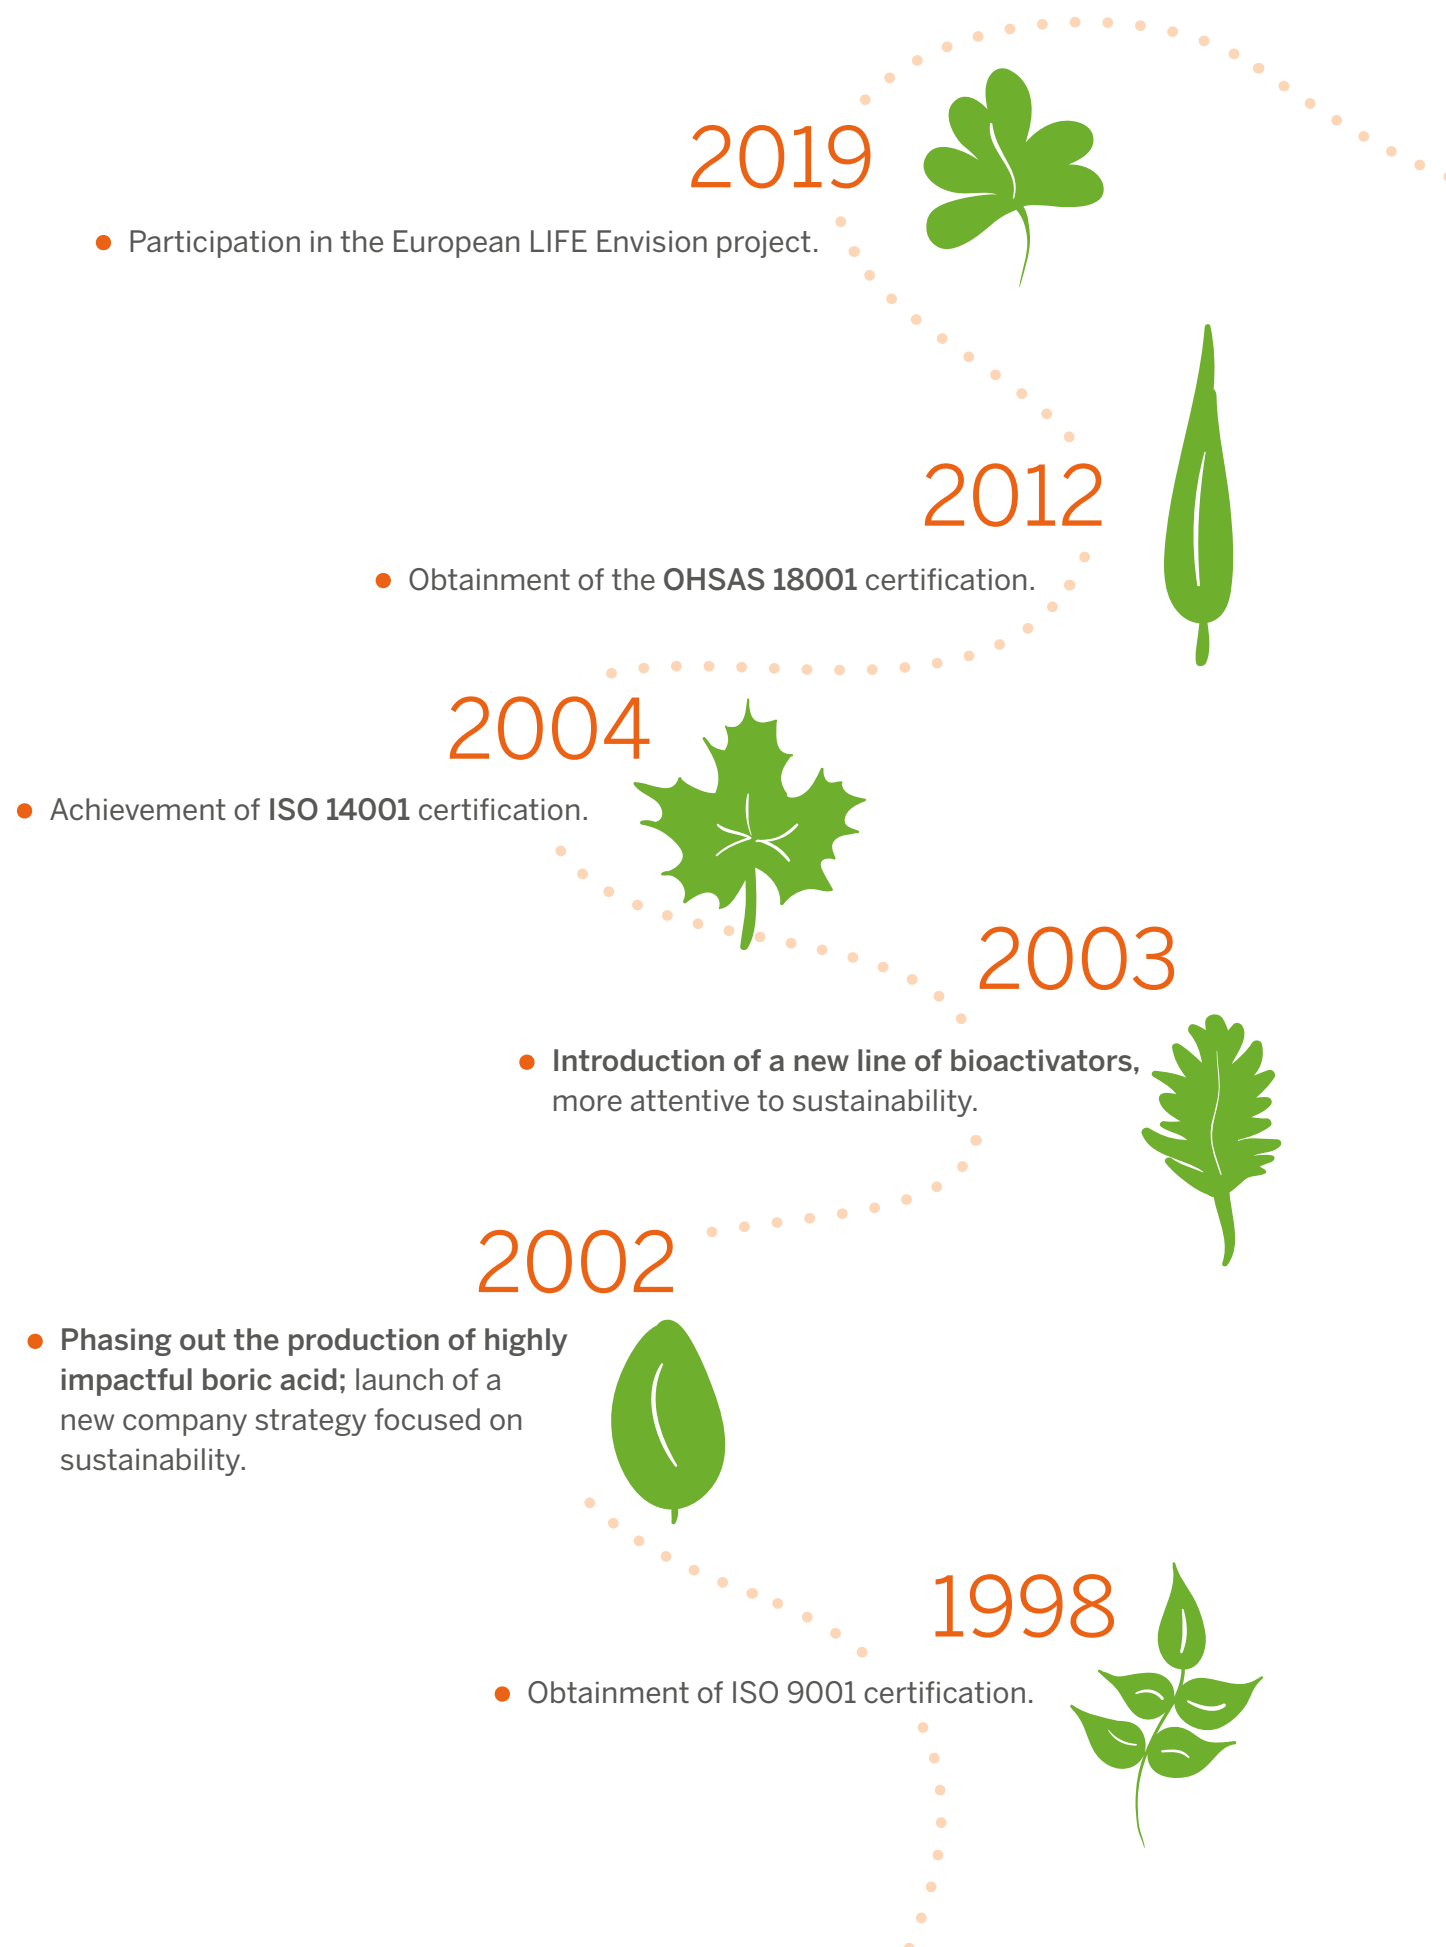 2019
• Participation in the European LIFE Envision project.
2012
• Obtainment of the OHSAS 18001 certification.
2004
• Achievement of ISO 14001 certification.
2003
• Introduction of a new line of bioactivators,
more attentive to sustainability.
2002
• Phasing out the production of highly
impactful boric acid; launch of a
new company strategy focused on
sustainability.
1998
• Obtainment of ISO 9001 certification.